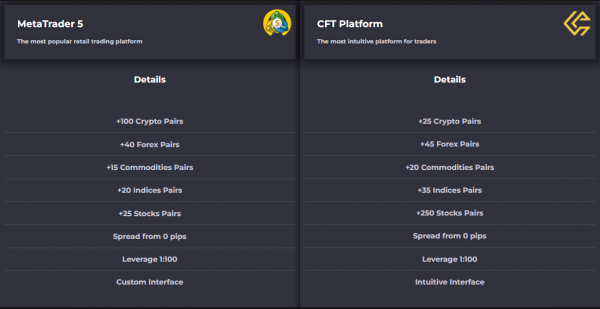 MetaTrader 5
The most popular retail trading platform
5
Details
+100 Crypto Pairs
+40 Forex Pairs
+15 Commodities Pairs
+20 Indices Pairs
+25 Stocks Pairs
Spread from 0 pips
Leverage 1:100
Custom Interface
CFT Platform
The most intuitive platform for traders
Details
+25 Crypto Pairs
+45 Forex Pairs
+20 Commodities Pairs
+35 Indices Pairs
+250 Stocks Pairs
Spread from 0 pips
Leverage 1:100
Intuitive Interface